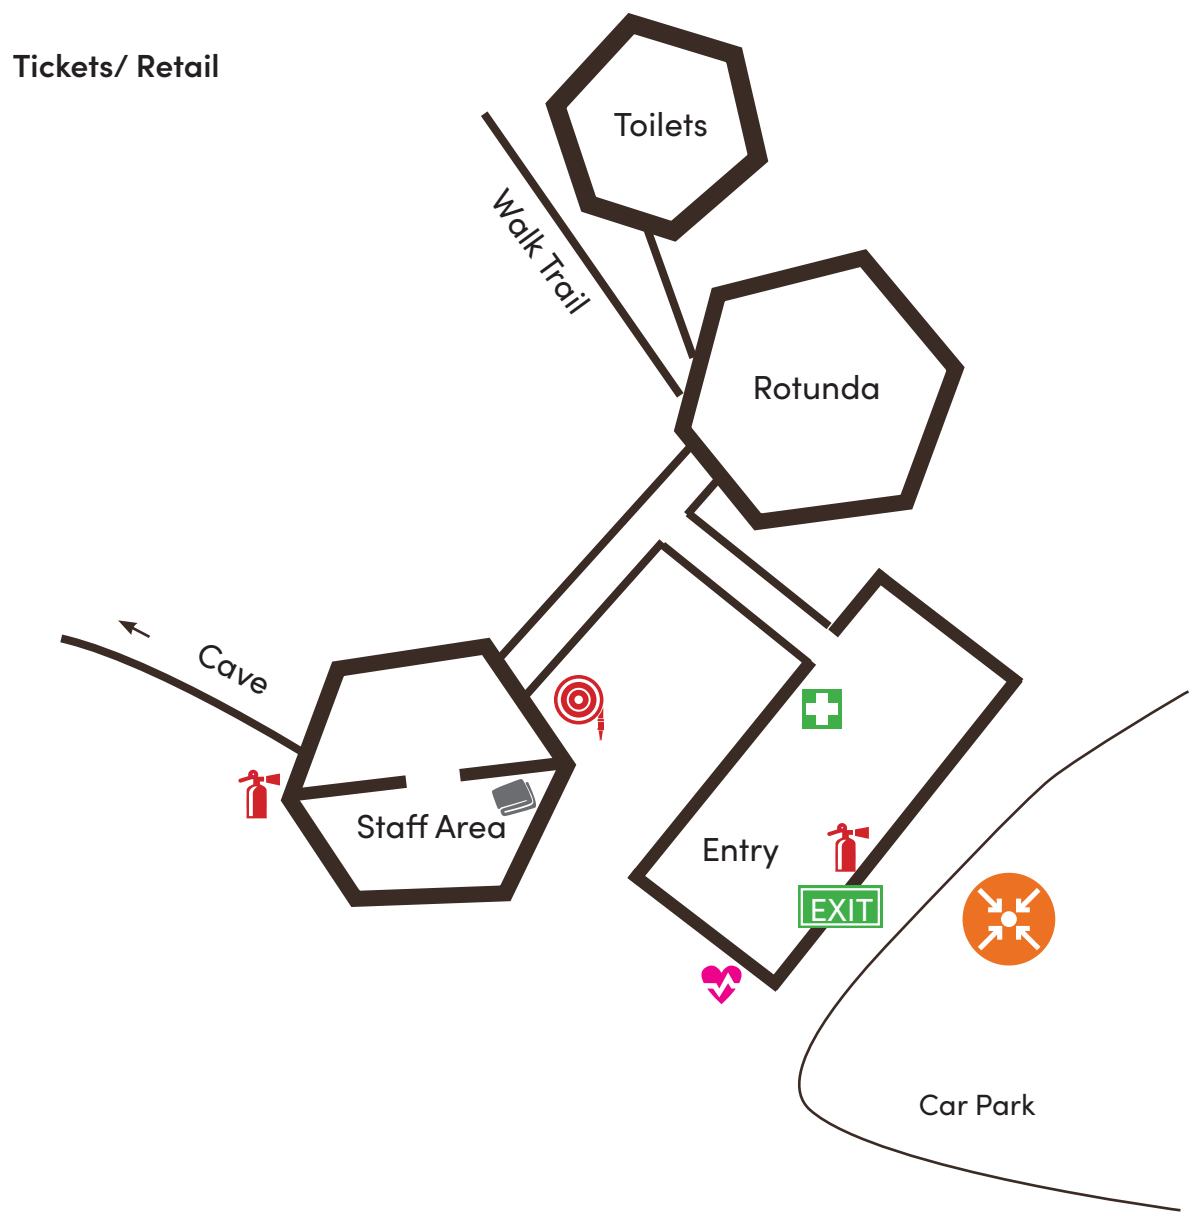 Tickets/ Retail
Toilets
Walk Trail
Rotunda
Cave
Staff Area
Entry
EXIT
Car Park